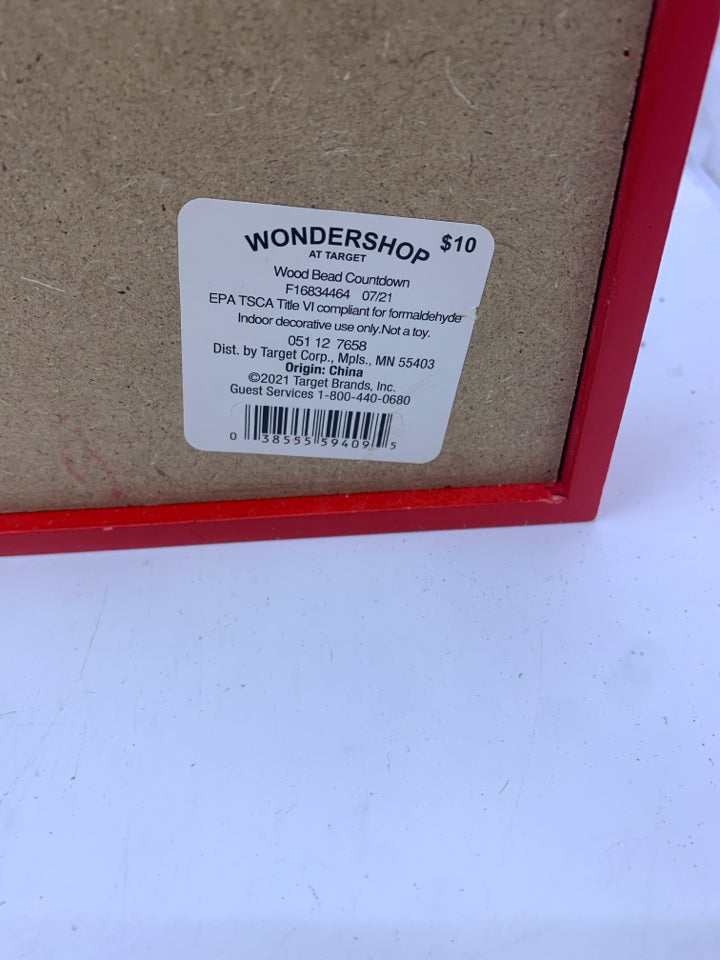 WONDERSHOP $10
AT TARGET
Wood Bead Countdown
F16834464 07/21
EPA TSCA Title VI compliant for formaldehyde
Indoor decorative use only.Not a toy.
051 12 7658
Dist. by Target Corp., Mpls., MN 55403
Origin: China
©2021 Target Brands, Inc.
Guest Services 1-800-440-0680
0 38555 59409 5